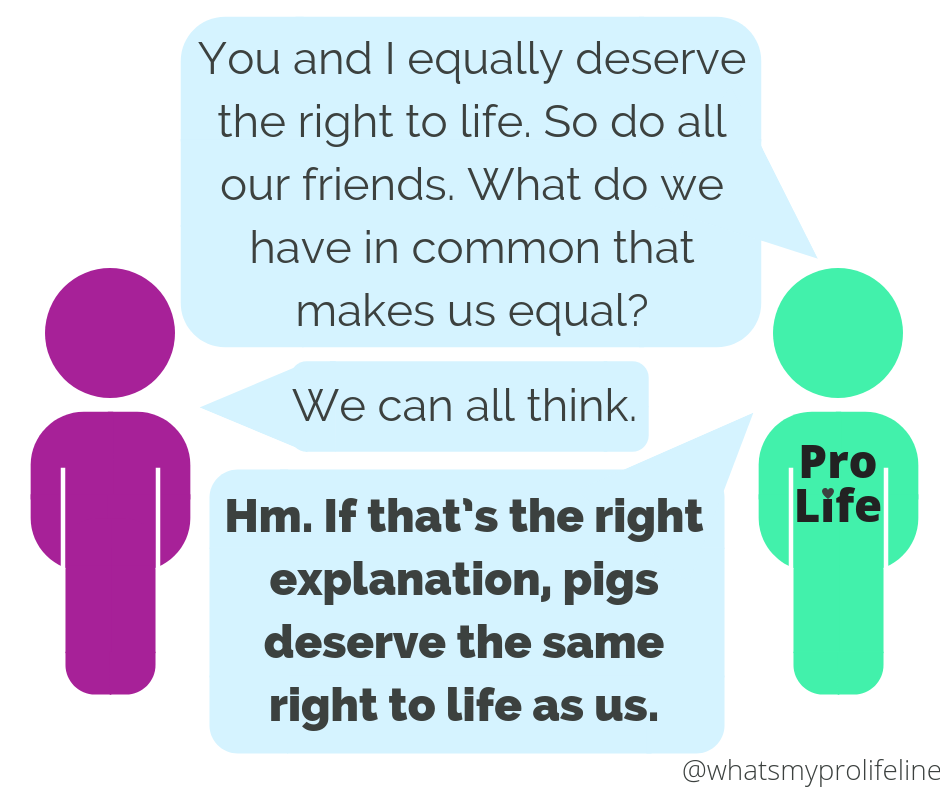 You and I equally deserve
the right to life. So do all
our friends. What do we
have in common that
makes us equal?
We can all think.
Hm. If that's the right
explanation, pigs
deserve the same
right to life as us.
Pro
Life
@whatsmyprolifeline